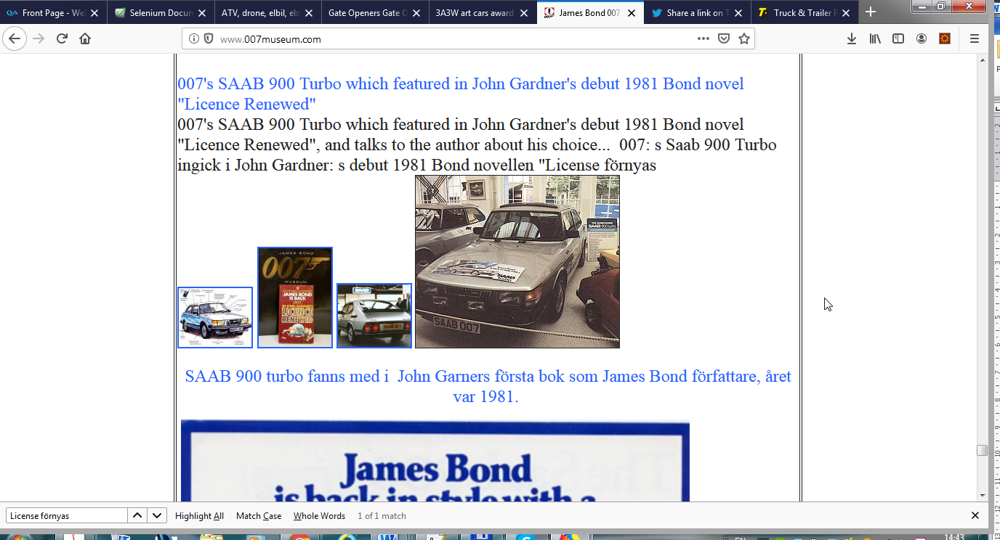 Front Page - Wel
Selenium Docum
ATV, drone, elbil, els
Gate Openers Gate O
3A3W art cars award
James Bond 007
Share a link on T
Truck & Trailer P
www.007museum.com
007's SAAB 900 Turbo which featured in John Gardner's debut 1981 Bond novel
"Licence Renewed"
007's SAAB 900 Turbo which featured in John Gardner's debut 1981 Bond novel
"Licence Renewed", and talks to the author about his choice... 007: s Saab 900 Turbo
ingick i John Gardner: s debut 1981 Bond novellen "License förnyas
JAMES BOND
007
MUSEUM
JAMES BOND
IS BACK
LICENCE
RENEWED
SAAB
SAAB 007
THE JAMES BOND
SAAB 900 turbo
SAAB
SAAB 007
SAAB 900 turbo fanns med i John Garners första bok som James Bond författare, året
var 1981.
James Bond
is back in style with a
License förnyas
Highlight All
Match Case
Whole Words
1 of 1 match
EN
14:43